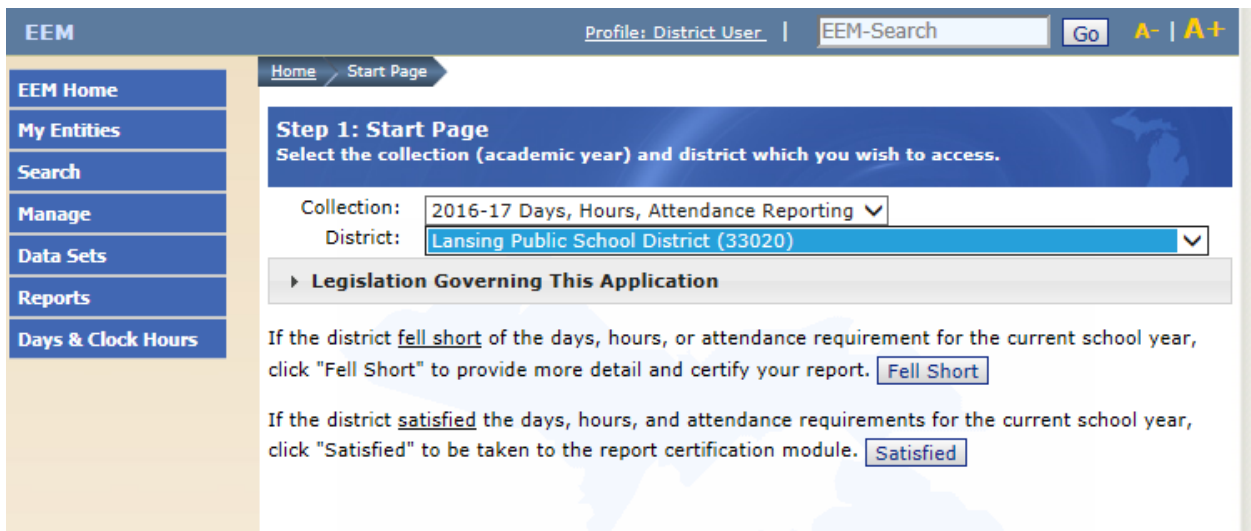 EEM
Profile: District User |
EEM-Search
Go
A- | A+
EEM Home
My Entities
Search
Manage
Data Sets
Reports
Days & Clock Hours
Home Start Page
Step 1: Start Page
Select the collection (academic year) and district which you wish to access.
Collection: 2016-17 Days, Hours, Attendance Reporting
District: Lansing Public School District (33020)
Legislation Governing This Application
If the district fell short of the days, hours, or attendance requirement for the current school year,
click "Fell Short" to provide more detail and certify your report. Fell Short
If the district satisfied the days, hours, and attendance requirements for the current school year,
click "Satisfied" to be taken to the report certification module. Satisfied